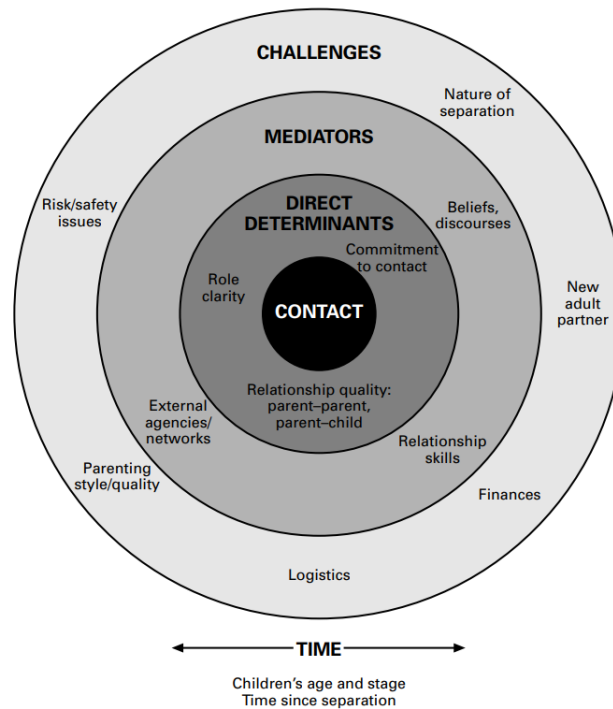 CHALLENGES
Nature of
separation
MEDIATORS
Risk/safety
issues
DIRECT
DETERMINANTS
Beliefs,
discourses
Commitment
to contact
Role
clarity
New
adult
partner
CONTACT
Relationship quality:
parent–parent,
parent–child
External
agencies/
networks
Relationship
skills
Parenting
style/quality
Finances
Logistics
TIME
Children’s age and stage
Time since separation